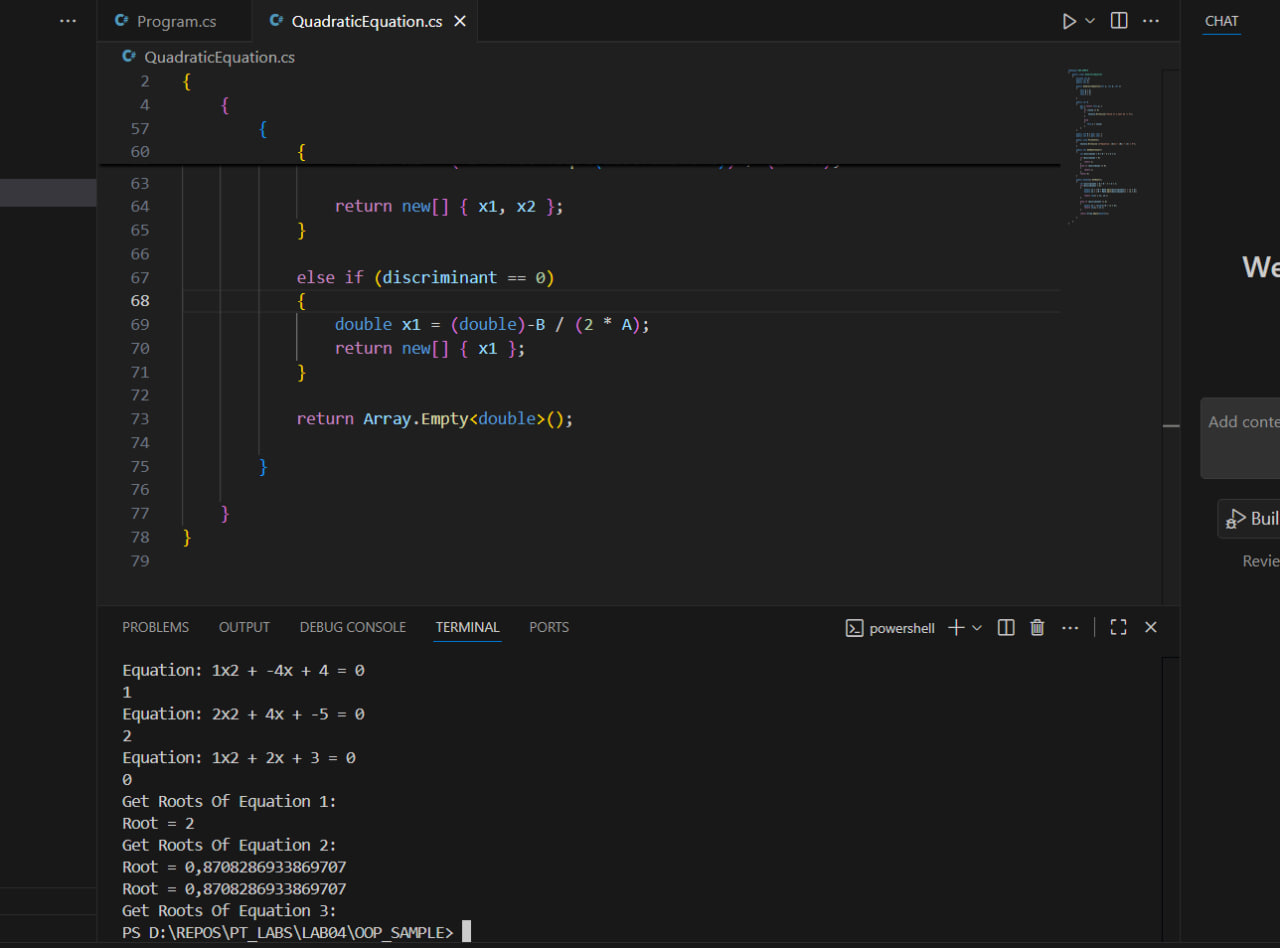 Program.cs
QuadraticEquation.cs
CHAT
QuadraticEquation.cs
2 {
4 {
57 {
60 {
63
64 return new[] { x1, x2 };
65 }
66
67 else if (discriminant == 0)
68 {
69 double x1 = (double)-B / (2 * A);
70 return new[] { x1 };
71 }
72
73 return Array.Empty<double>();
74
75 }
76
77 }
78 }
79
We
Add conte
Buil
Revie
PROBLEMS OUTPUT DEBUG CONSOLE TERMINAL PORTS
powershell
Equation: 1x2 + -4x + 4 = 0
1
Equation: 2x2 + 4x + -5 = 0
2
Equation: 1x2 + 2x + 3 = 0
0
Get Roots Of Equation 1:
Root = 2
Get Roots Of Equation 2:
Root = 0,8708286933869707
Root = 0,8708286933869707
Get Roots Of Equation 3:
PS D:\REPOS\PT_LABS\LAB04\OOP_SAMPLE>